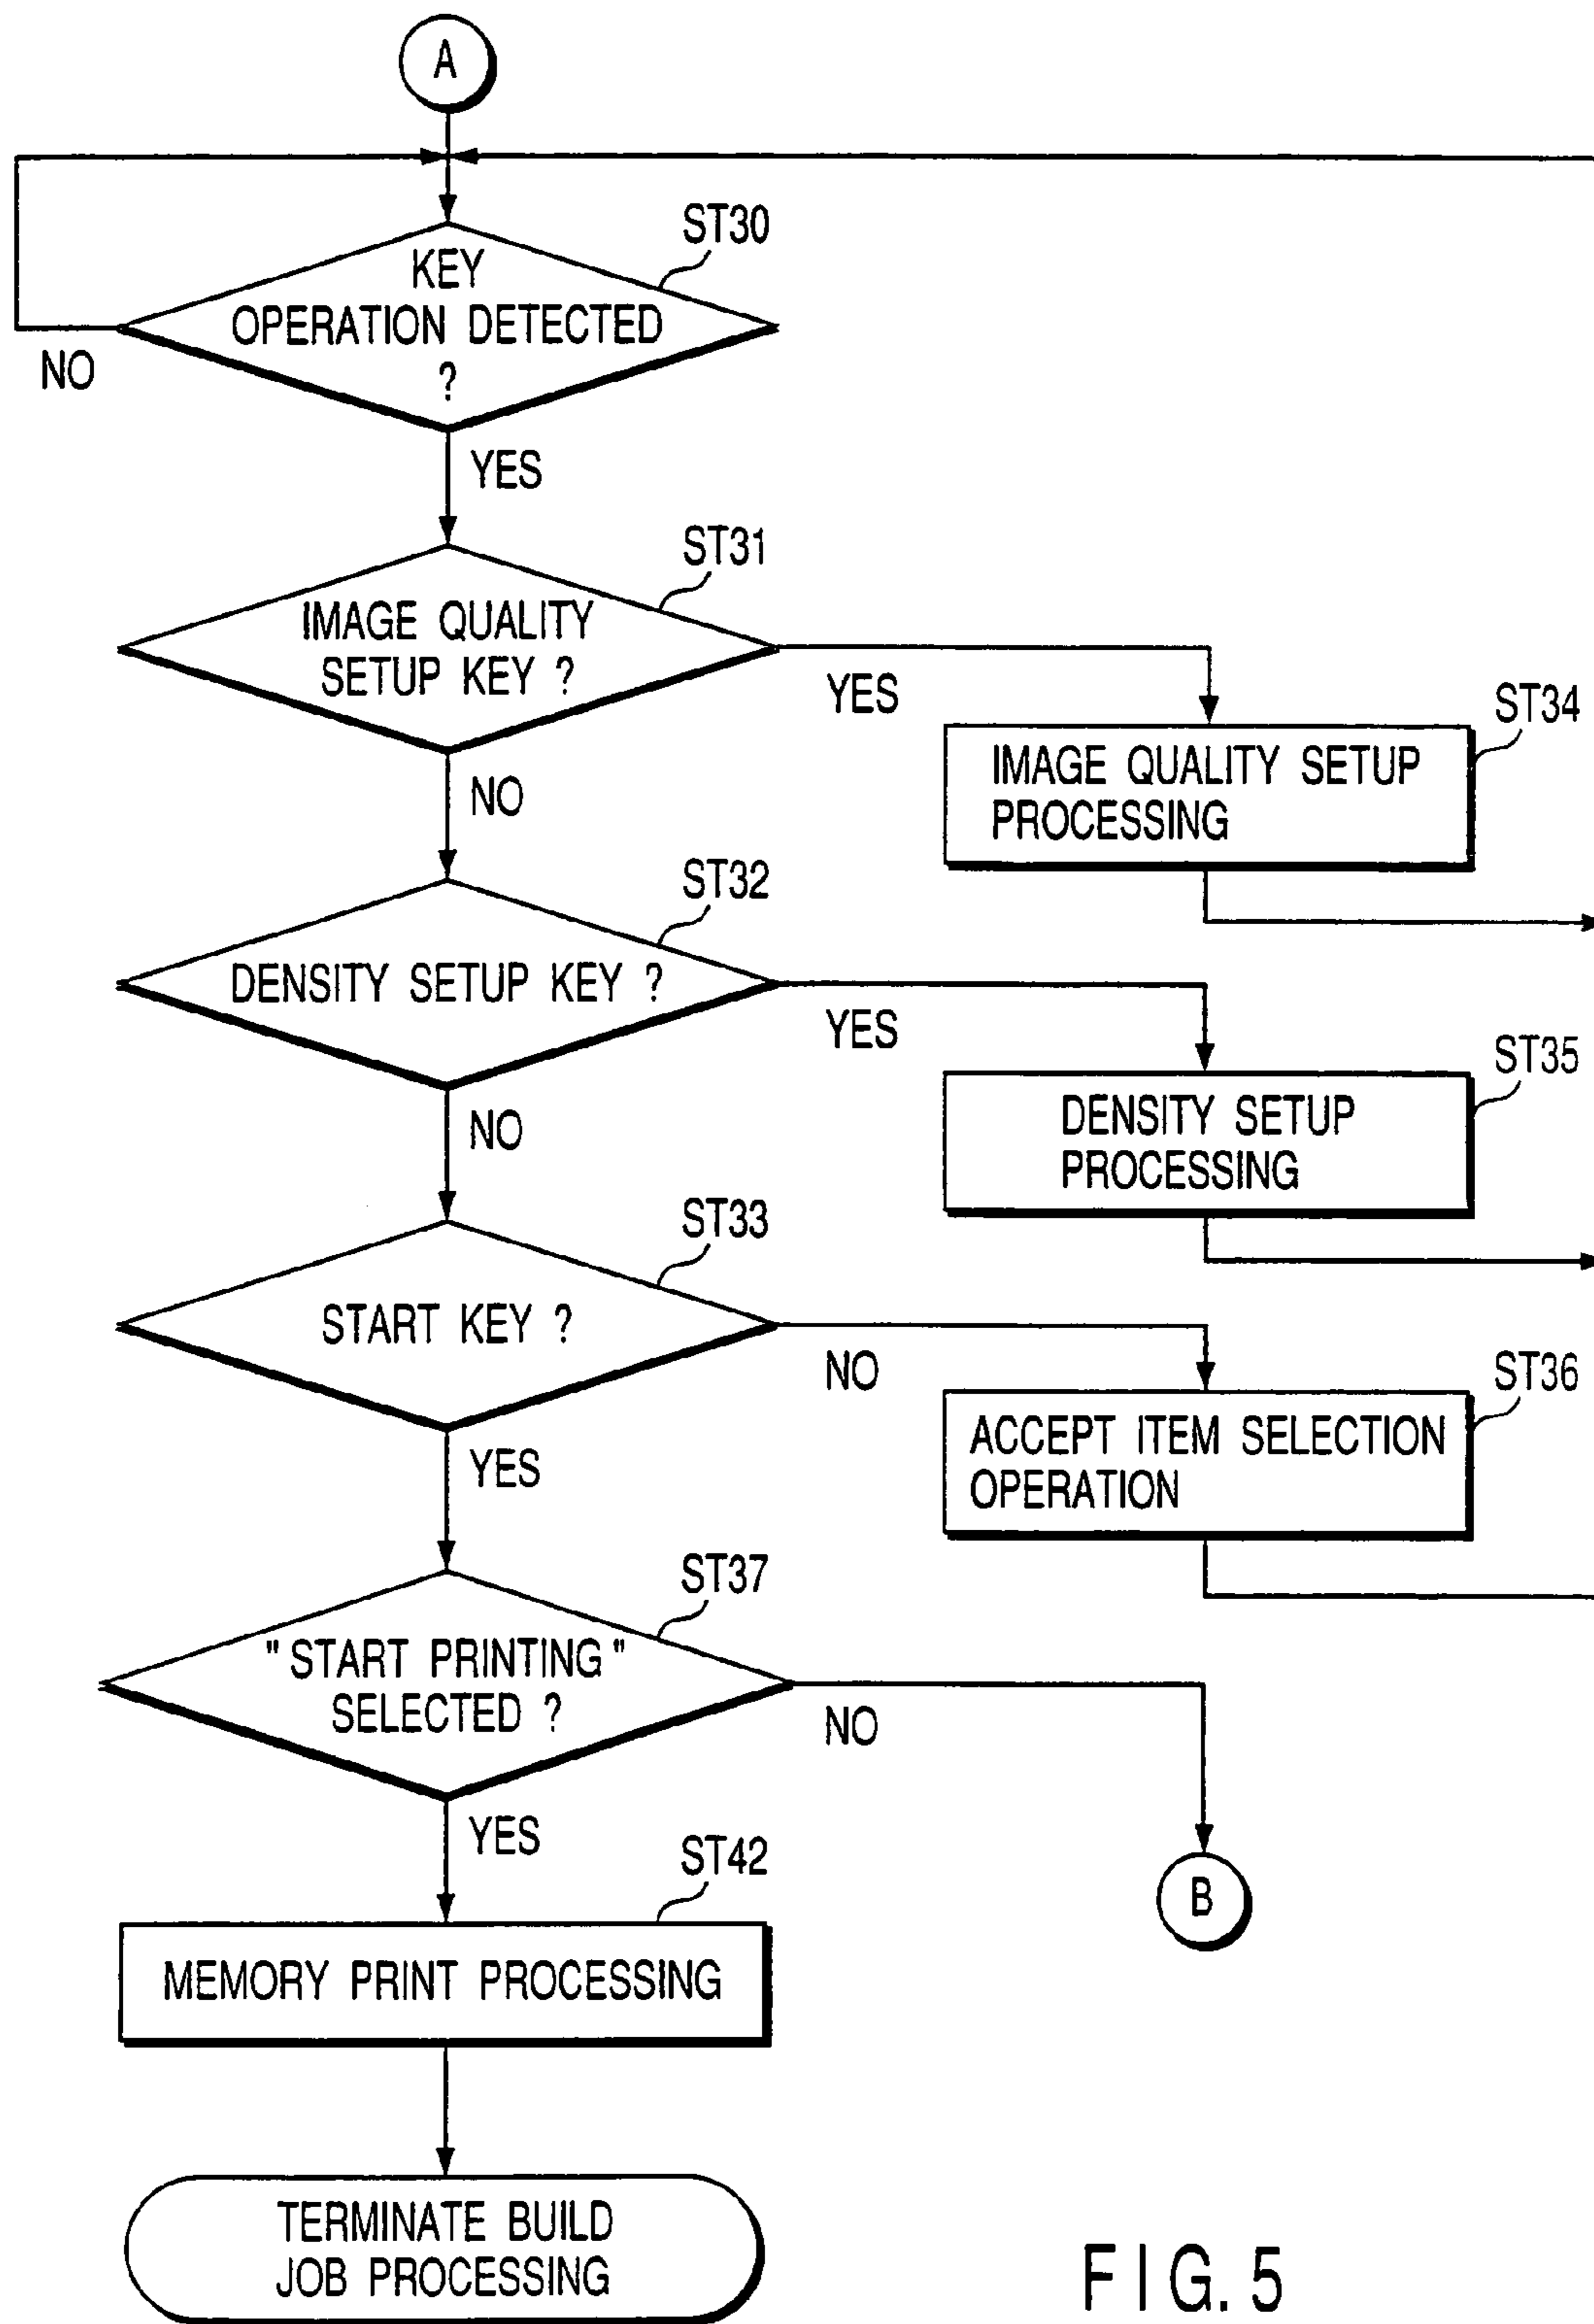 A
ST30
KEY
OPERATION DETECTED
?
NO
YES
ST31
IMAGE QUALITY
SETUP KEY ?
YES
ST34
IMAGE QUALITY SETUP
PROCESSING
NO
ST32
DENSITY SETUP KEY ?
YES
ST35
DENSITY SETUP
PROCESSING
NO
ST33
START KEY ?
NO
ST36
ACCEPT ITEM SELECTION
OPERATION
YES
ST37
"START PRINTING"
SELECTED ?
NO
B
YES
ST42
MEMORY PRINT PROCESSING
TERMINATE BUILD
JOB PROCESSING
FIG. 5